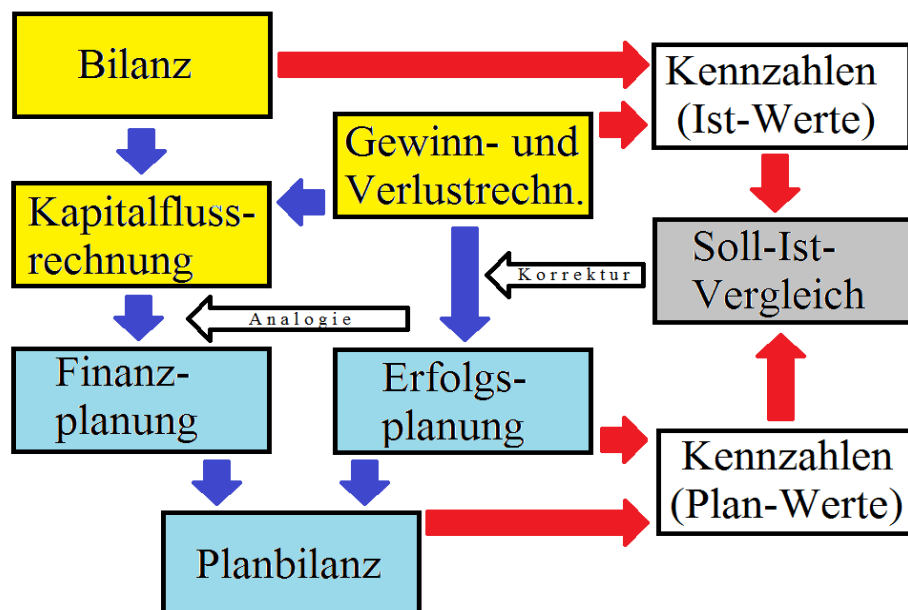 Bilanz
Kennzahlen
(Ist-Werte)
Gewinn- und
Verlustrechn.
Kapitalfluss-
rechnung
Soll-Ist-
Vergleich
Korrektur
Analogie
Finanz-
planung
Erfolgs-
planung
Kennzahlen
(Plan-Werte)
Planbilanz